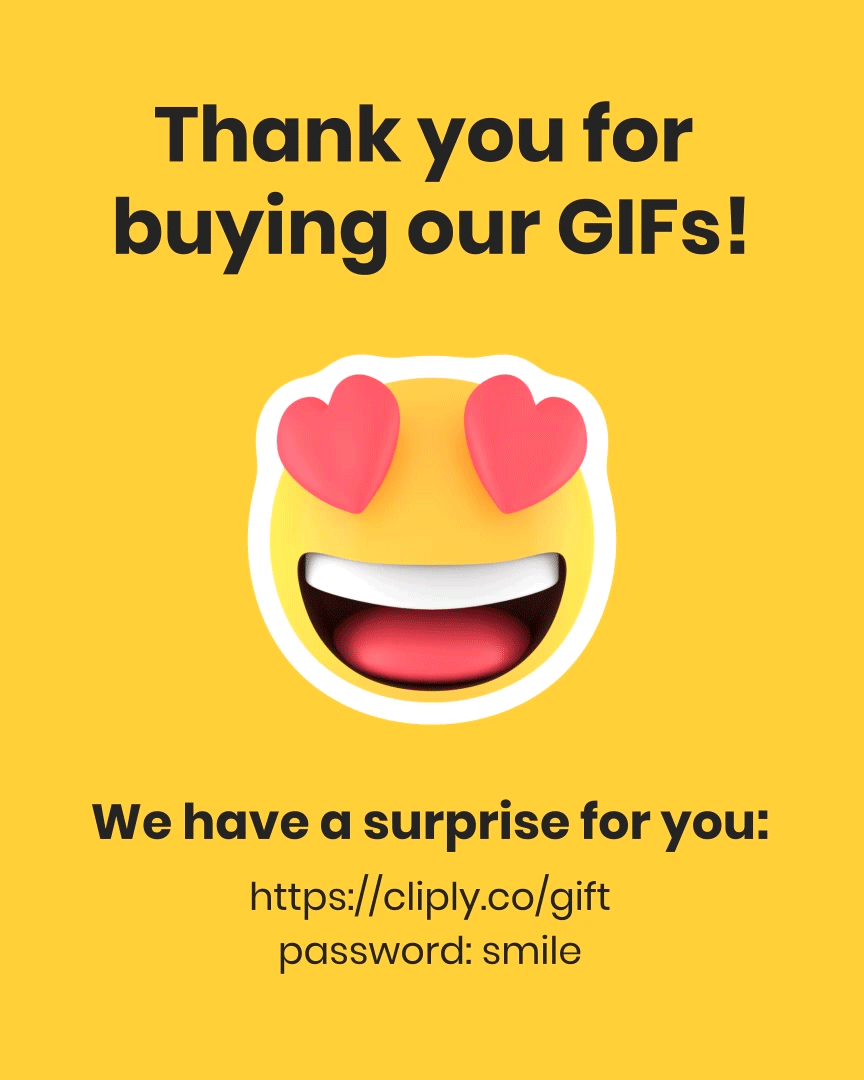 Thank you for
buying our GIFs!
We have a surprise for you:
https://cliply.co/gift
password: smile